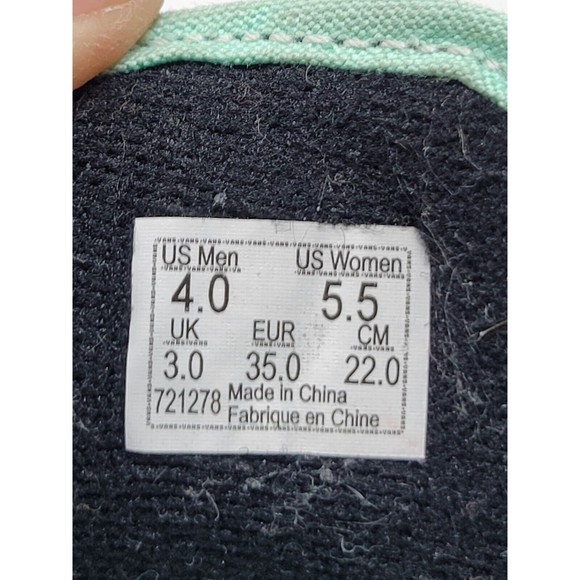 US Men US Women
4.0 5.5
UK EUR CM
3.0 35.0 22.0
721278 Made in China
Fabrique en Chine